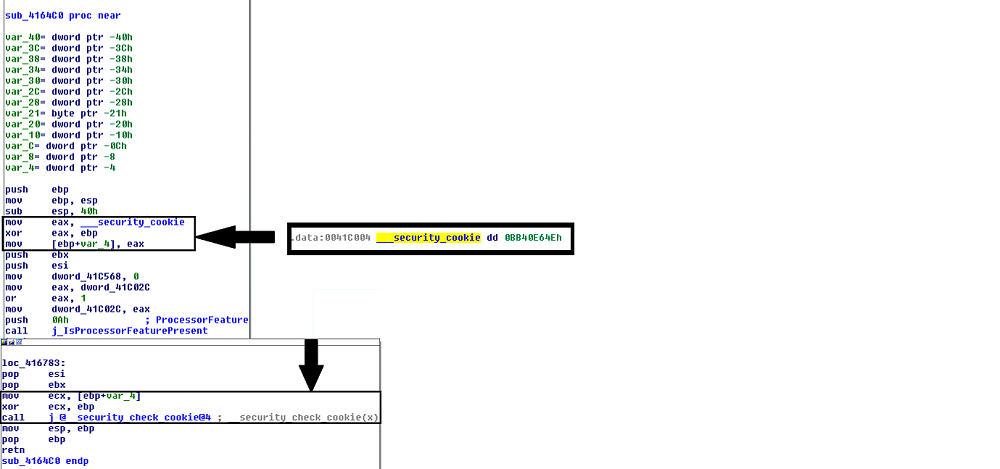 sub_4164C0 proc near
var_40= dword ptr -40h
var_3C= dword ptr -3Ch
var_38= dword ptr -38h
var_34= dword ptr -34h
var_30= dword ptr -30h
var_2C= dword ptr -2Ch
var_28= dword ptr -28h
var_21= byte ptr -21h
var_20= dword ptr -20h
var_10= dword ptr -10h
var_C= dword ptr -0Ch
var_8= dword ptr -8
var_4= dword ptr -4
push ebp
mov ebp, esp
sub esp, 40h
mov eax, ___security_cookie
xor eax, ebp
mov [ebp+var_4], eax
push ebx
push esi
mov dword_41C568, 0
mov eax, dword_41C02C
or eax, 1
mov dword_41C02C, eax
push 0Ah ; ProcessorFeature
call j_IsProcessorFeaturePresent
.data:0041C004 ___security_cookie dd 0BB40E64Eh
loc_416783:
pop esi
pop ebx
mov ecx, [ebp+var_4]
xor ecx, ebp
call j_@__security_check_cookie@4 ; __security_check_cookie(x)
mov esp, ebp
pop ebp
retn
sub_4164C0 endp